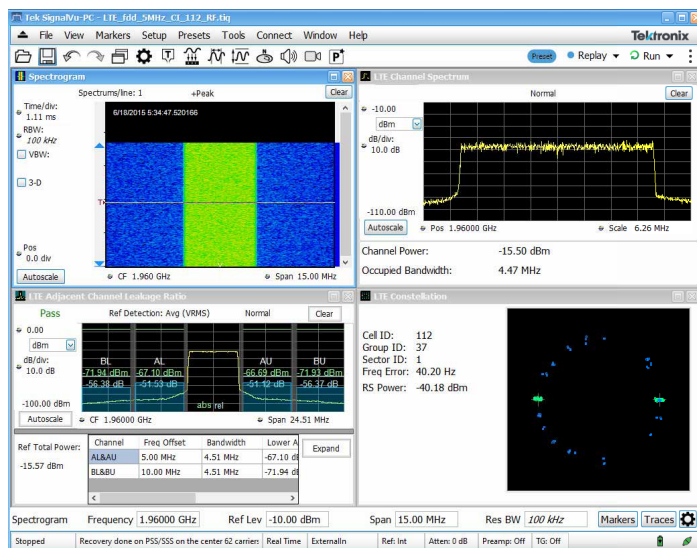 Tek SignalVu-PC - LTE_fdd_5MHz_CI_112_RF.tiq
File View Markers Setup Presets Tools Connect Window Help Tektronix
Preset Replay Run
Spectrogram
Spectrums/line: 1 +Peak Clear
Time/div:
1.11 ms
RBW:
100 kHz
VBW:
3-D
Pos
0.0 div
Autoscale
6/18/2015 5:34:47.520166
CF 1.960 GHz Span 15.00 MHz
LTE Channel Spectrum
Normal Clear
-10.00
dBm
dB/div:
10.0 dB
-110.00 dBm
Autoscale Pos 1.96000 GHz Scale 6.26 MHz
Channel Power: -15.50 dBm
Occupied Bandwidth: 4.47 MHz
LTE Adjacent Channel Leakage Ratio
Pass Ref Detection: Avg (VRMS) Normal Clear
0.00
dBm
dB/div:
10.0 dB
-100.00 dBm
BL AL AU BU
-71.94 dBm -67.10 dBm -66.69 dBm -71.93 dBm
-56.38 dB -51.53 dB -51.12 dB -56.37 dB
abs rel
Autoscale CF 1.96000 GHz Span 24.51 MHz
Ref Total Power:
-15.57 dBm
Channel Freq Offset Bandwidth Lower A
AL&AU 5.00 MHz 4.51 MHz -67.10 dB
BL&BU 10.00 MHz 4.51 MHz -71.94 dB
Expand
LTE Constellation
Cell ID: 112
Group ID: 37
Sector ID: 1
Freq Error: 40.20 Hz
RS Power: -40.18 dBm
Spectrogram Frequency 1.96000 GHz Ref Lev -10.00 dBm Span 15.00 MHz Res BW 100 kHz Markers Traces
Stopped Recovery done on PSS/SSS on the center 62 carriers Real Time ExternalIn Ref: Int Atten: 0 dB Preamp: Off TG: Off